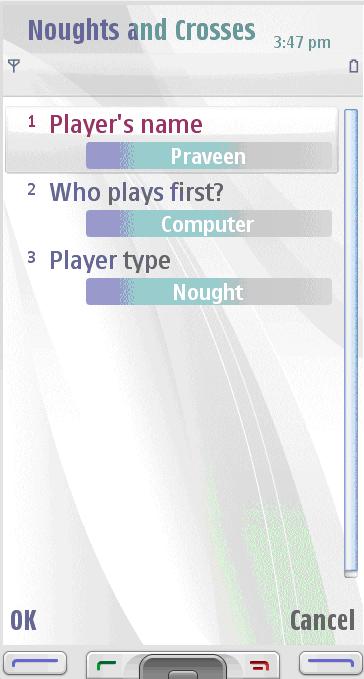 Noughts and Crosses
3:47 pm
1 Player's name
Praveen
2 Who plays first?
Computer
3 Player type
Nought
OK
Cancel